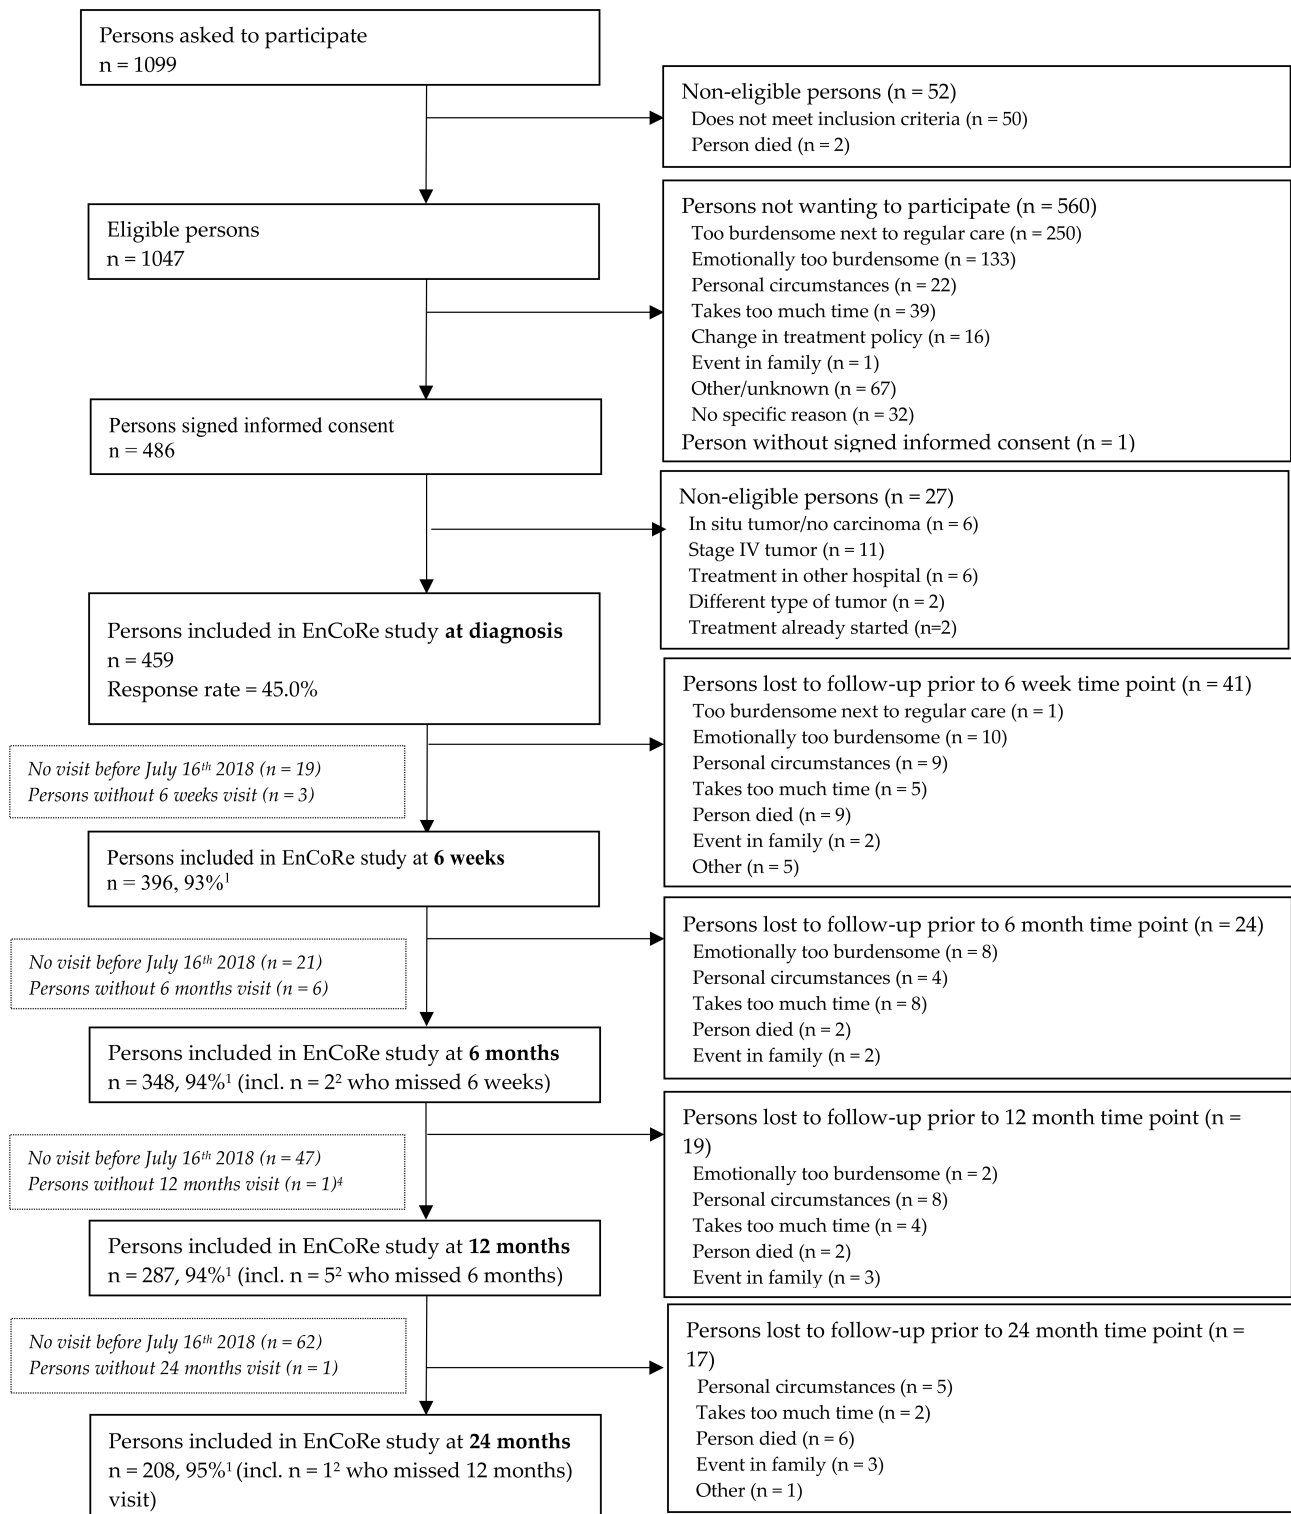 Persons asked to participate
n = 1099
Non-eligible persons (n = 52)
Does not meet inclusion criteria (n = 50)
Person died (n = 2)
Eligible persons
n = 1047
Persons not wanting to participate (n = 560)
Too burdensome next to regular care (n = 250)
Emotionally too burdensome (n = 133)
Personal circumstances (n = 22)
Takes too much time (n = 39)
Change in treatment policy (n = 16)
Event in family (n = 1)
Other/unknown (n = 67)
No specific reason (n = 32)
Person without signed informed consent (n = 1)
Persons signed informed consent
n = 486
Non-eligible persons (n = 27)
In situ tumor/no carcinoma (n = 6)
Stage IV tumor (n = 11)
Treatment in other hospital (n = 6)
Different type of tumor (n = 2)
Treatment already started (n=2)
Persons included in EnCoRe study at diagnosis
n = 459
Response rate = 45.0%
Persons lost to follow-up prior to 6 week time point (n = 41)
Too burdensome next to regular care (n = 1)
Emotionally too burdensome (n = 10)
Personal circumstances (n = 9)
Takes too much time (n = 5)
Person died (n = 9)
Event in family (n = 2)
Other (n = 5)
No visit before July 16th 2018 (n = 19)
Persons without 6 weeks visit (n = 3)
Persons included in EnCoRe study at 6 weeks
n = 396, 93%¹
Persons lost to follow-up prior to 6 month time point (n = 24)
Emotionally too burdensome (n = 8)
Personal circumstances (n = 4)
Takes too much time (n = 8)
Person died (n = 2)
Event in family (n = 2)
No visit before July 16th 2018 (n = 21)
Persons without 6 months visit (n = 6)
Persons included in EnCoRe study at 6 months
n = 348, 94%¹ (incl. n = 2² who missed 6 weeks)
Persons lost to follow-up prior to 12 month time point (n =
19)
Emotionally too burdensome (n = 2)
Personal circumstances (n = 8)
Takes too much time (n = 4)
Person died (n = 2)
Event in family (n = 3)
No visit before July 16th 2018 (n = 47)
Persons without 12 months visit (n = 1)⁴
Persons included in EnCoRe study at 12 months
n = 287, 94%¹ (incl. n = 5² who missed 6 months)
Persons lost to follow-up prior to 24 month time point (n =
17)
Personal circumstances (n = 5)
Takes too much time (n = 2)
Person died (n = 6)
Event in family (n = 3)
Other (n = 1)
No visit before July 16th 2018 (n = 62)
Persons without 24 months visit (n = 1)
Persons included in EnCoRe study at 24 months
n = 208, 95%¹ (incl. n = 1² who missed 12 months)
visit)